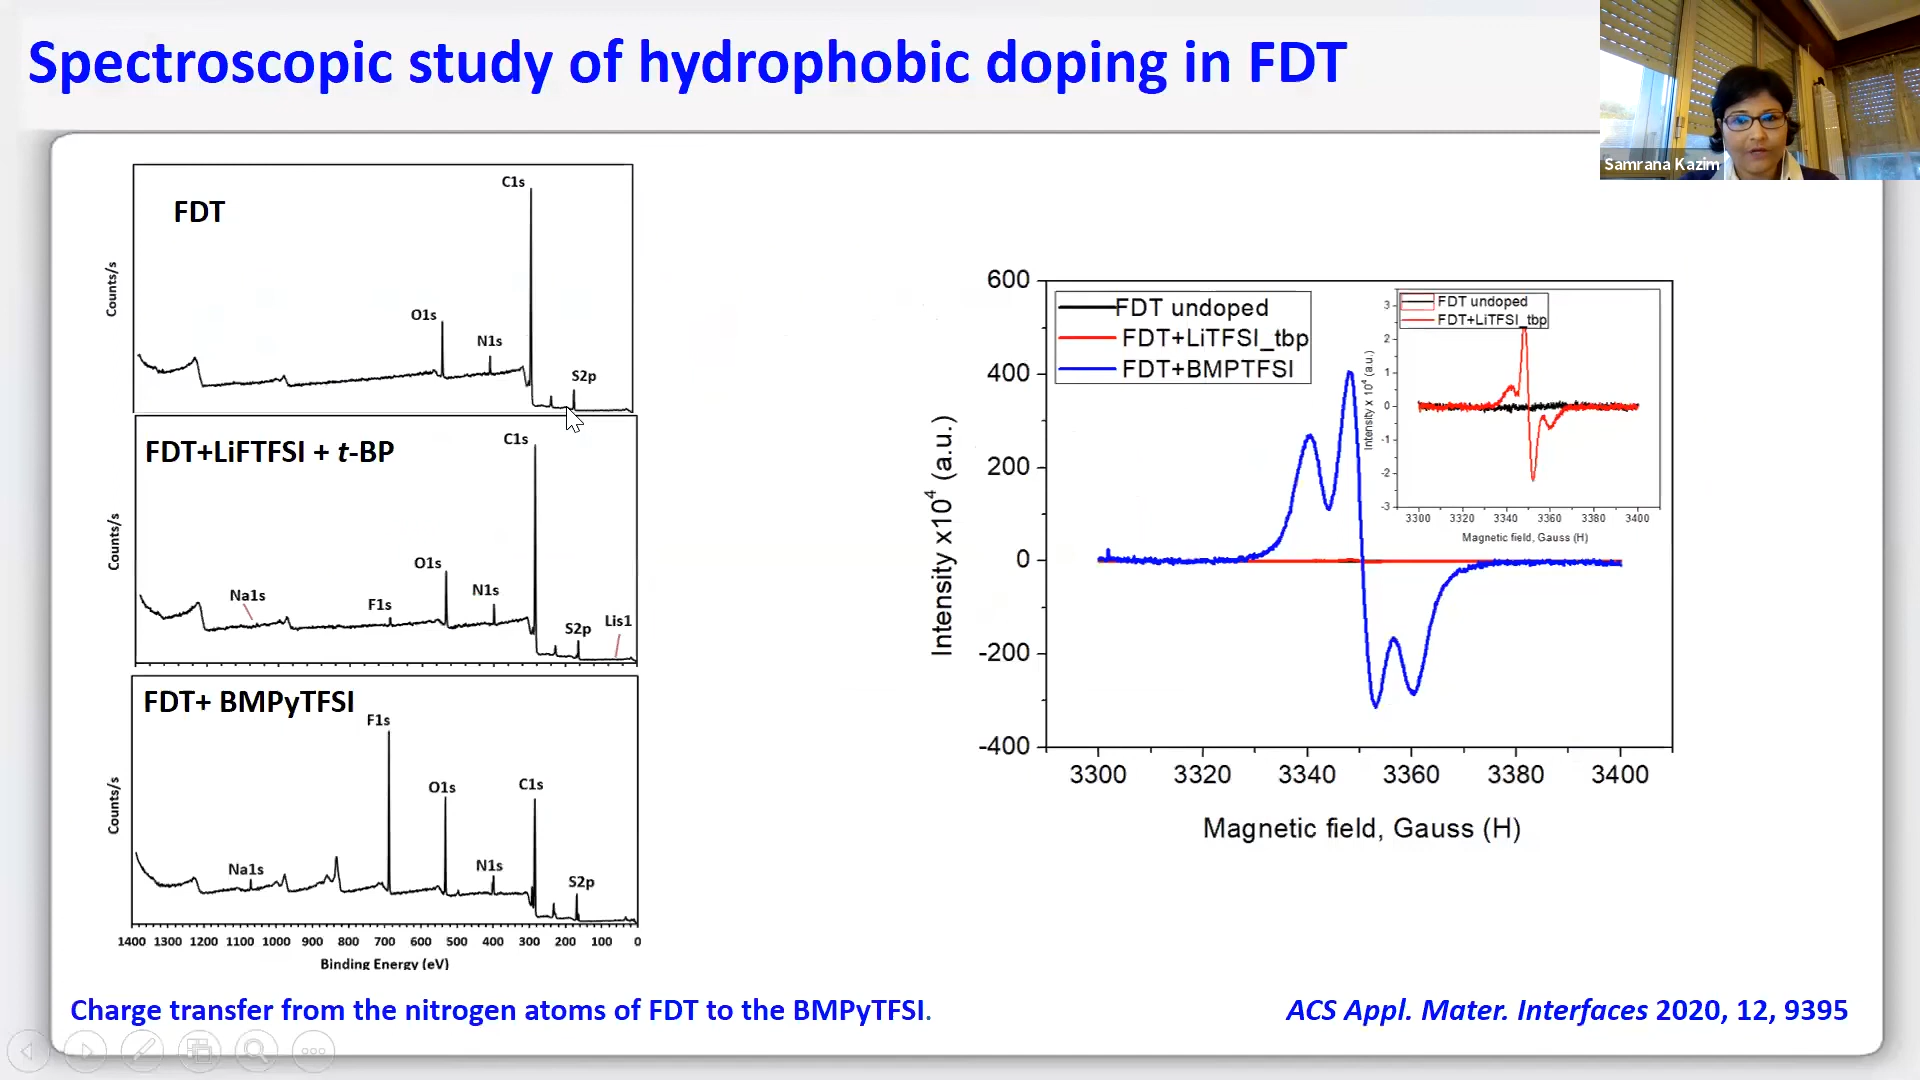 Spectroscopic study of hydrophobic doping in FDT
Samrana Kazim
FDT
C1s
O1s
N1s
S2p
Counts/s
FDT+LiFTFSI + t-BP
C1s
O1s
N1s
F1s
Na1s
S2p
Lis1
Counts/s
FDT+ BMPyTFSI
F1s
O1s
C1s
N1s
Na1s
S2p
Counts/s
1400 1300 1200 1100 1000 900 800 700 600 500 400 300 200 100 0
Binding Energy (eV)
600
400
200
0
-200
-400
Intensity x10⁴ (a.u.)
FDT undoped
FDT+LiTFSI_tbp
FDT+BMPTFSI
3300 3320 3340 3360 3380 3400
Magnetic field, Gauss (H)
FDT undoped
FDT+LiTFSI_tbp
3
2
1
0
-1
-2
-3
Intensity x 10⁴ (a.u.)
3300 3320 3340 3360 3380 3400
Magnetic field, Gauss (H)
Charge transfer from the nitrogen atoms of FDT to the BMPyTFSI.
ACS Appl. Mater. Interfaces 2020, 12, 9395